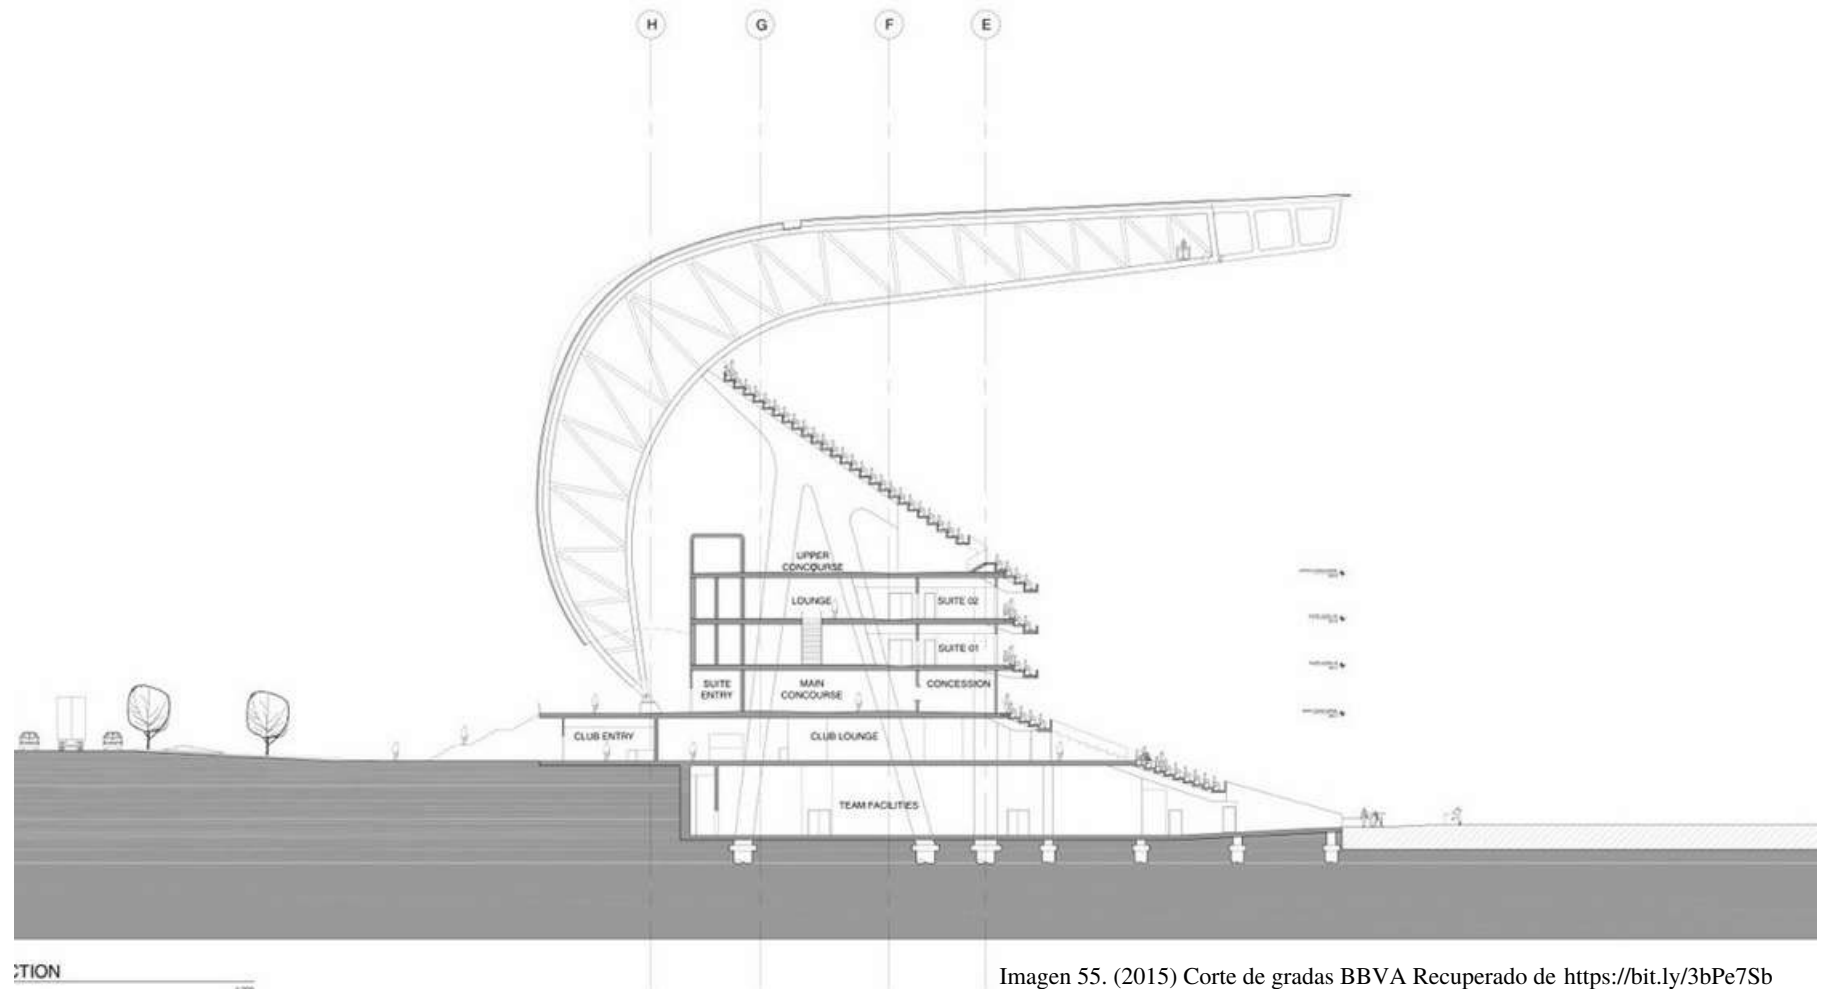 H G F E
UPPER
CONCOURSE
LOUNGE
SUITE 02
SUITE 01
SUITE
ENTRY
MAIN
CONCOURSE
CONCESSION
CLUB ENTRY
CLUB LOUNGE
TEAM FACILITIES
CTION
Imagen 55. (2015) Corte de gradas BBVA Recuperado de https://bit.ly/3bPe7Sb